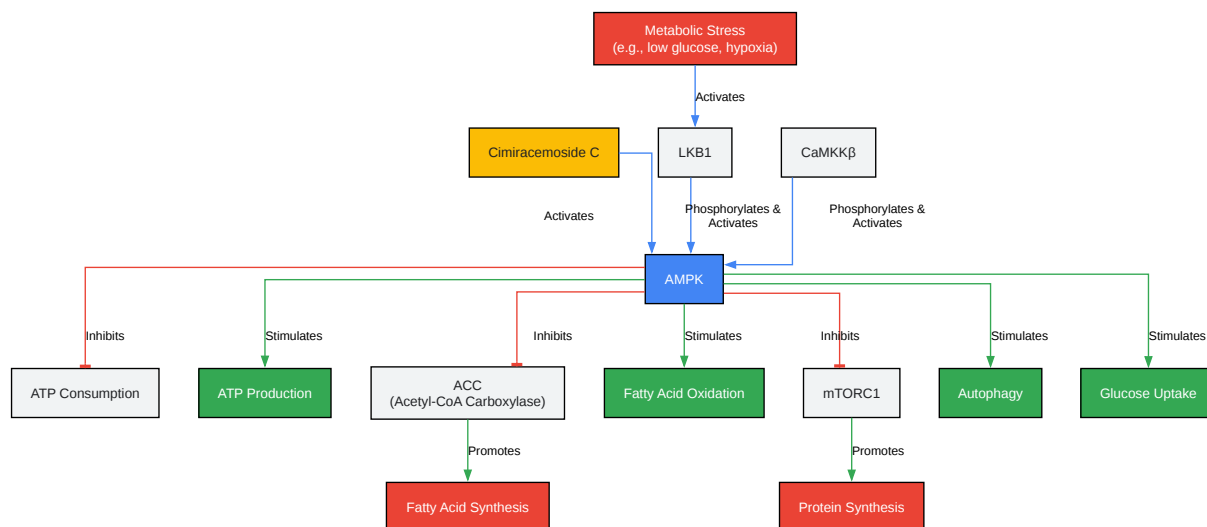 Metabolic Stress
(e.g., low glucose, hypoxia)
Activates
Cimiracemoside C
LKB1
CaMKKβ
Activates
Phosphorylates &
Activates
Phosphorylates &
Activates
AMPK
Inhibits
Stimulates
Inhibits
Stimulates
Inhibits
Stimulates
Stimulates
ATP Consumption
ATP Production
ACC
(Acetyl-CoA Carboxylase)
Fatty Acid Oxidation
mTORC1
Autophagy
Glucose Uptake
Promotes
Promotes
Fatty Acid Synthesis
Protein Synthesis